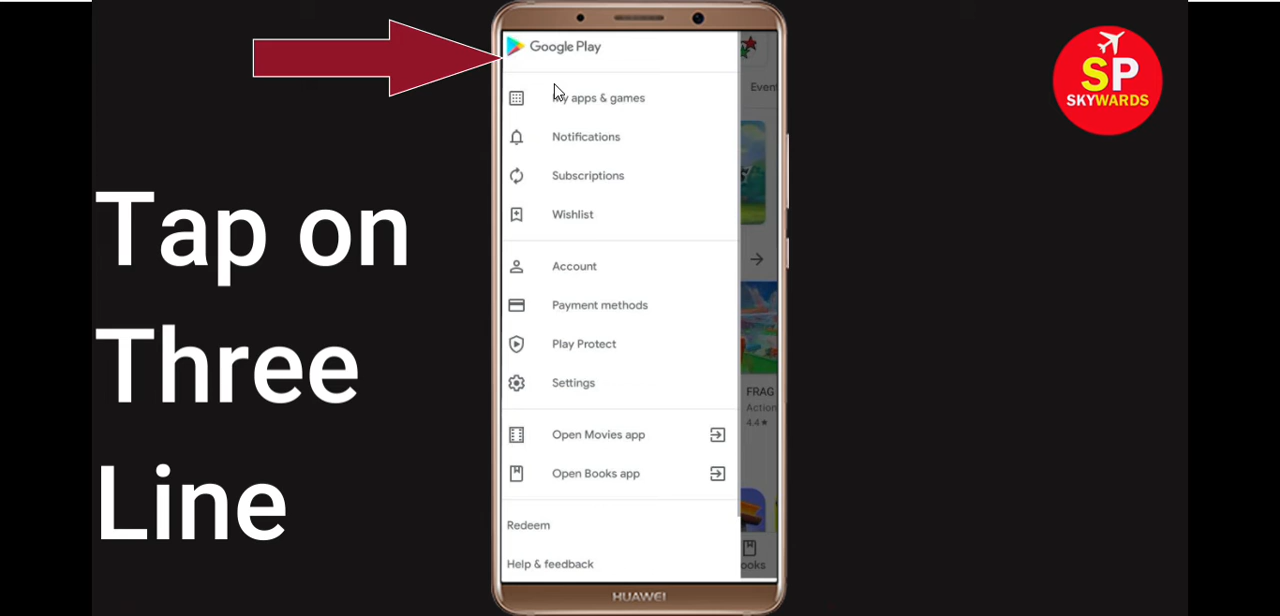 Google Play
My apps & games
Notifications
Subscriptions
Wishlist
Account
Payment methods
Play Protect
Settings
Open Movies app
Open Books app
Redeem
Help & feedback
Tap on
Three
Line
SP
SKYWARDS
FRAG
Action
4.4★
HUAWEI